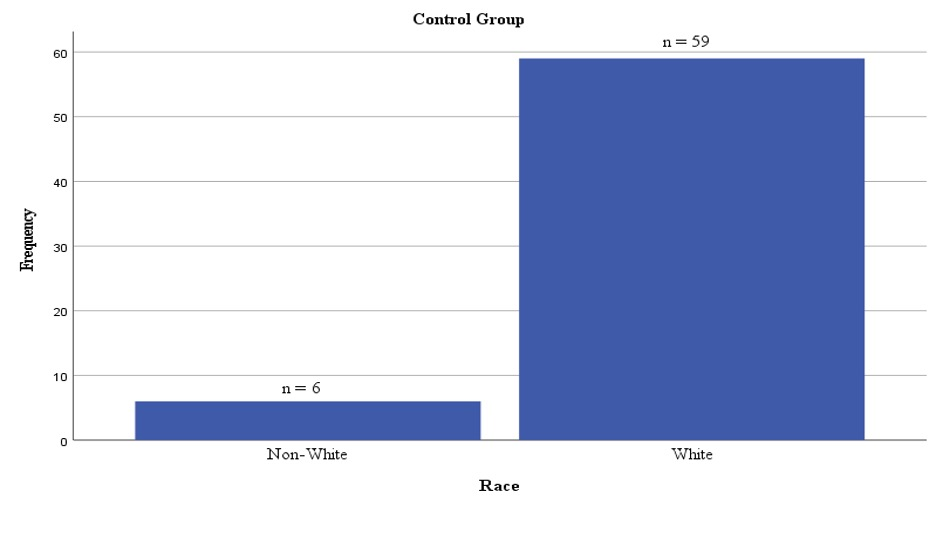 Control Group
n = 59
60
50
40
30
20
10
0
Frequency
n = 6
Non-White
White
Race